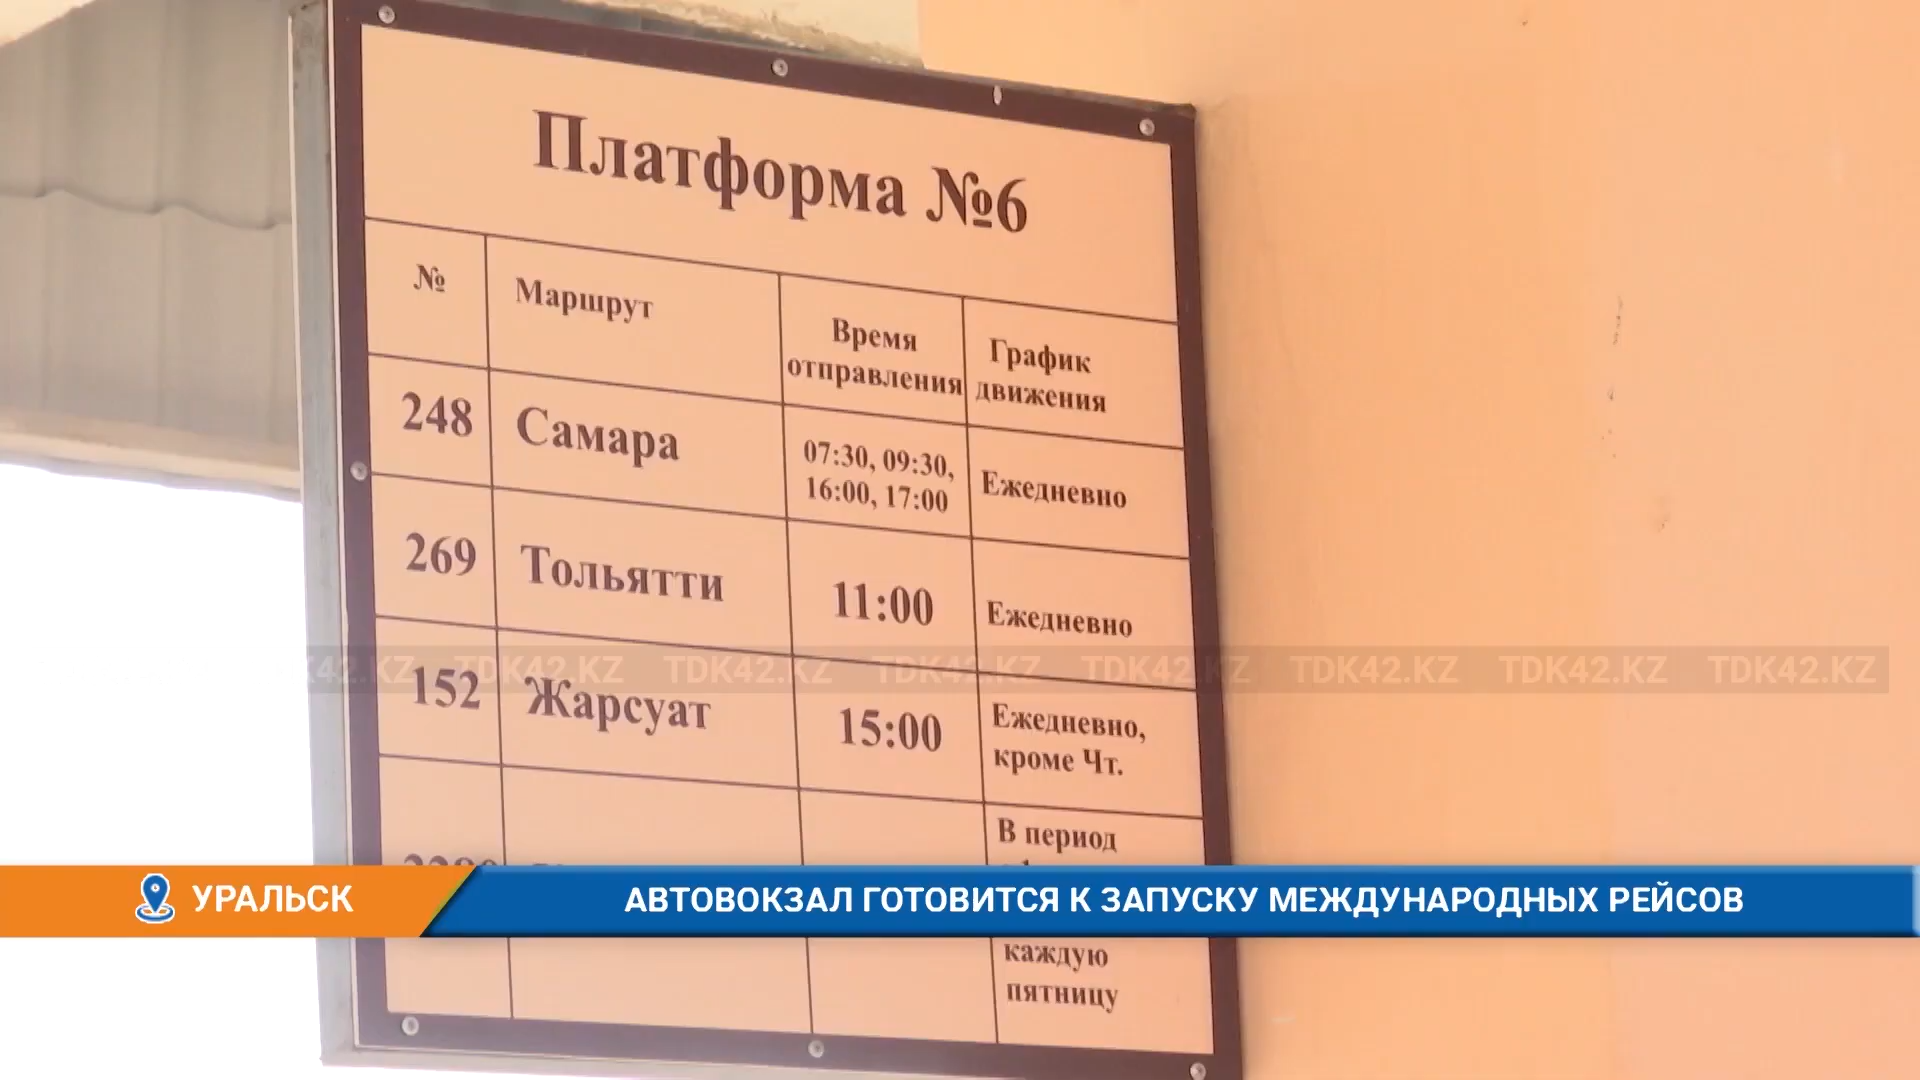 Платформа №6
№ Маршрут Время отправления График движения
248 Самара 07:30, 09:30, 16:00, 17:00 Ежедневно
269 Тольятти 11:00 Ежедневно
152 Жарсуат 15:00 Ежедневно, кроме Чт.
В период
каждую
пятницу
TDK42.KZ TDK42.KZ TDK42.KZ TDK42.KZ TDK42.KZ TDK42.KZ TDK42.KZ
УРАЛЬСК
АВТОВОКЗАЛ ГОТОВИТСЯ К ЗАПУСКУ МЕЖДУНАРОДНЫХ РЕЙСОВ